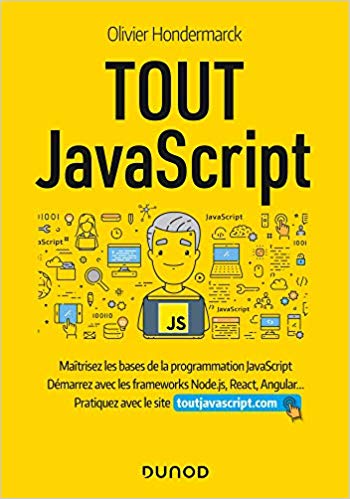 Olivier Hondermarck
TOUT
JavaScript
JavaScript
JavaScript
JS
Maîtrisez les bases de la programmation JavaScript
Démarrez avec les frameworks Node.js, React, Angular...
Pratiquez avec le site toutjavascript.com
DUNOD